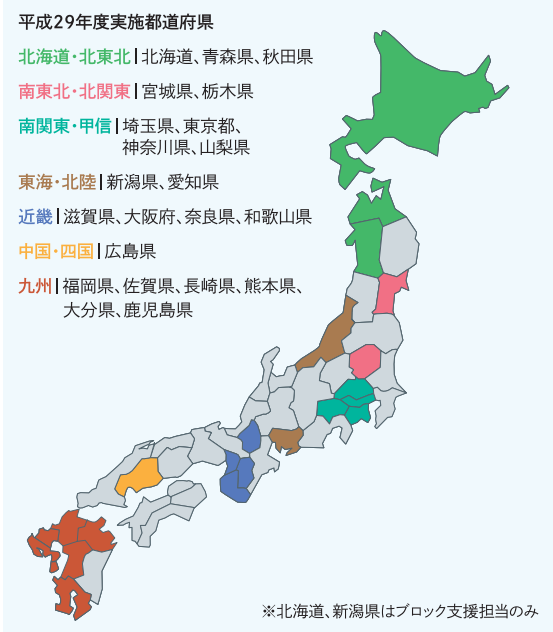 平成29年度実施都道府県
北海道・北東北|北海道、青森県、秋田県
南東北・北関東|宮城県、栃木県
南関東・甲信|埼玉県、東京都、
神奈川県、山梨県
東海・北陸|新潟県、愛知県
近畿|滋賀県、大阪府、奈良県、和歌山県
中国・四国|広島県
九州|福岡県、佐賀県、長崎県、熊本県、
大分県、鹿児島県
※北海道、新潟県はブロック支援担当のみ